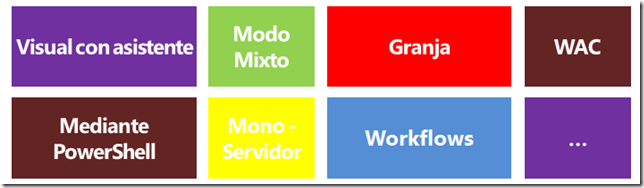 Visual con asistente
Modo
Mixto
Granja
WAC
Mediante
PowerShell
Mono -
Servidor
Workflows
...